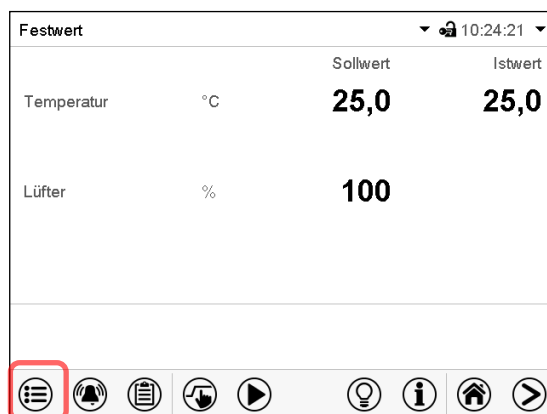 Festwert 10:24:21
Sollwert Istwert
Temperatur °C 25,0 25,0
Lüfter % 100